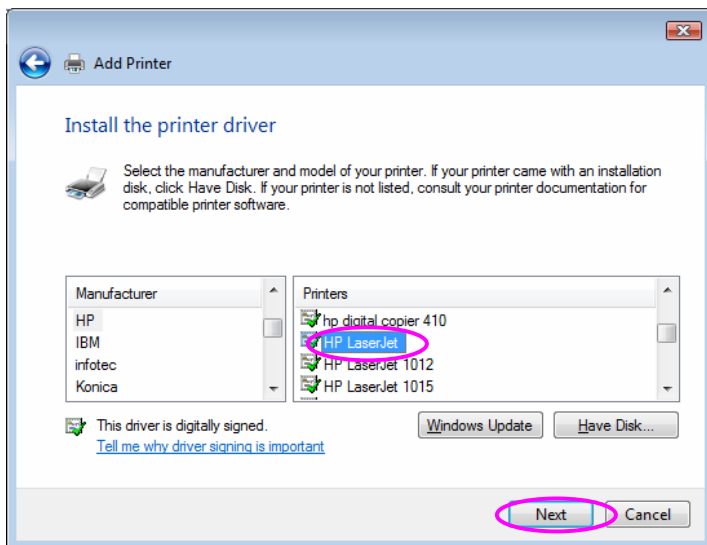 Add Printer
Install the printer driver
Select the manufacturer and model of your printer. If your printer came with an installation
disk, click Have Disk. If your printer is not listed, consult your printer documentation for
compatible printer software.
Manufacturer
HP
IBM
infotec
Konica
Printers
hp digital copier 410
HP LaserJet
HP LaserJet 1012
HP LaserJet 1015
This driver is digitally signed.
Tell me why driver signing is important
Windows Update
Have Disk...
Next
Cancel